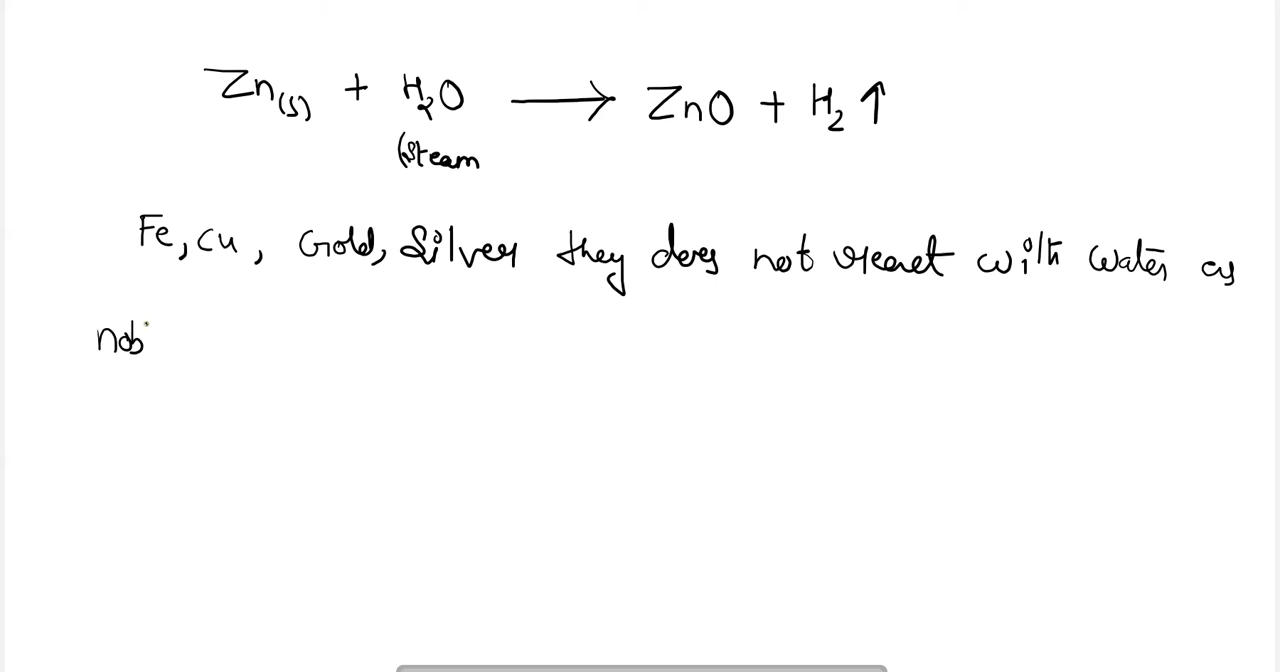 Zn(s) + H2O → ZnO + H2 ↑
(steam
Fe, Cu, Gold, Silver they does not react with water as
nob